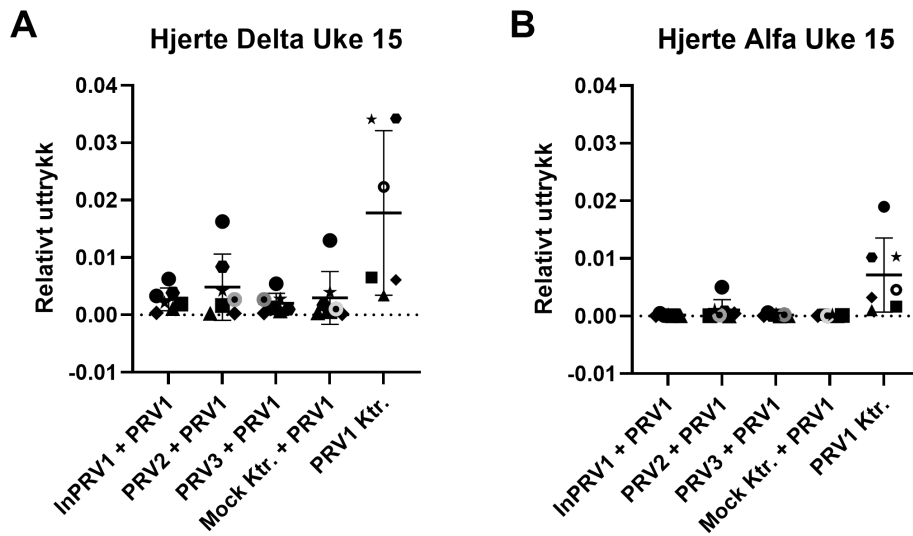 A
Hjerte Delta Uke 15
Relativt uttrykk
0.04
0.03
0.02
0.01
0.00
-0.01
InPRV1 + PRV1
PRV2 + PRV1
PRV3 + PRV1
Mock Ktr. + PRV1
PRV1 Ktr.
B
Hjerte Alfa Uke 15
Relativt uttrykk
0.04
0.03
0.02
0.01
0.00
-0.01
InPRV1 + PRV1
PRV2 + PRV1
PRV3 + PRV1
Mock Ktr. + PRV1
PRV1 Ktr.